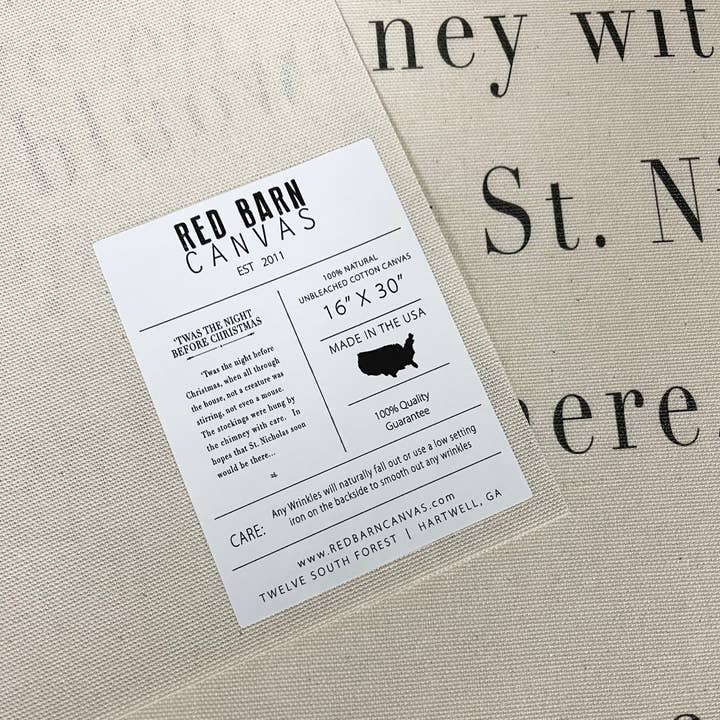 ney wit
St. N
ere.
RED BARN
CANVAS
EST 2011
'TWAS THE NIGHT
BEFORE CHRISTMAS
'Twas the night before
Christmas, when all through
the house, not a creature was
stirring, not even a mouse.
The stockings were hung by
the chimney with care. In
hopes that St. Nicholas soon
would be there...
100% NATURAL
UNBLEACHED COTTON CANVAS
16" X 30"
MADE IN THE USA
100% Quality
Guarantee
CARE: Any Wrinkles will naturally fall out or use a low setting
iron on the backside to smooth out any wrinkles
www.REDBARNCANVAS.com
TWELVE SOUTH FOREST | HARTWELL, GA